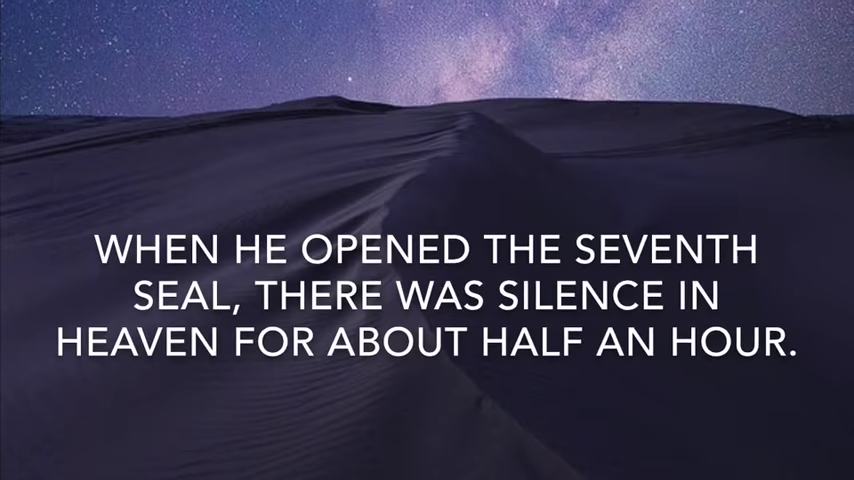 WHEN HE OPENED THE SEVENTH
SEAL, THERE WAS SILENCE IN
HEAVEN FOR ABOUT HALF AN HOUR.